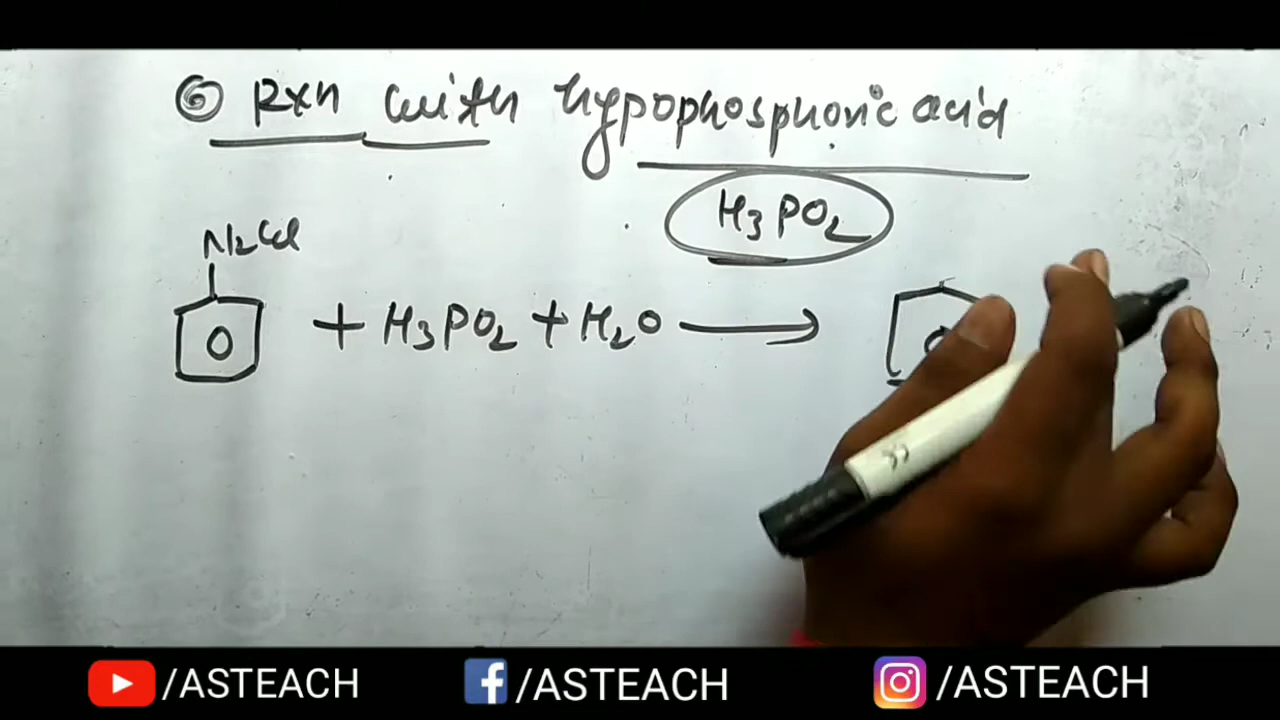 ⑥ Rxn with hypophosphoric acid
H3PO2
N2Cl
+ H3PO2 + H2O ⟶
/ASTEACH /ASTEACH /ASTEACH